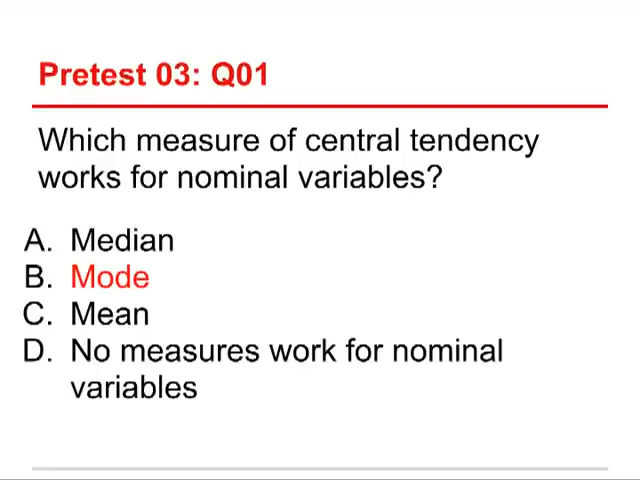 Pretest 03: Q01
Which measure of central tendency
works for nominal variables?
A. Median
B. Mode
C. Mean
D. No measures work for nominal
variables